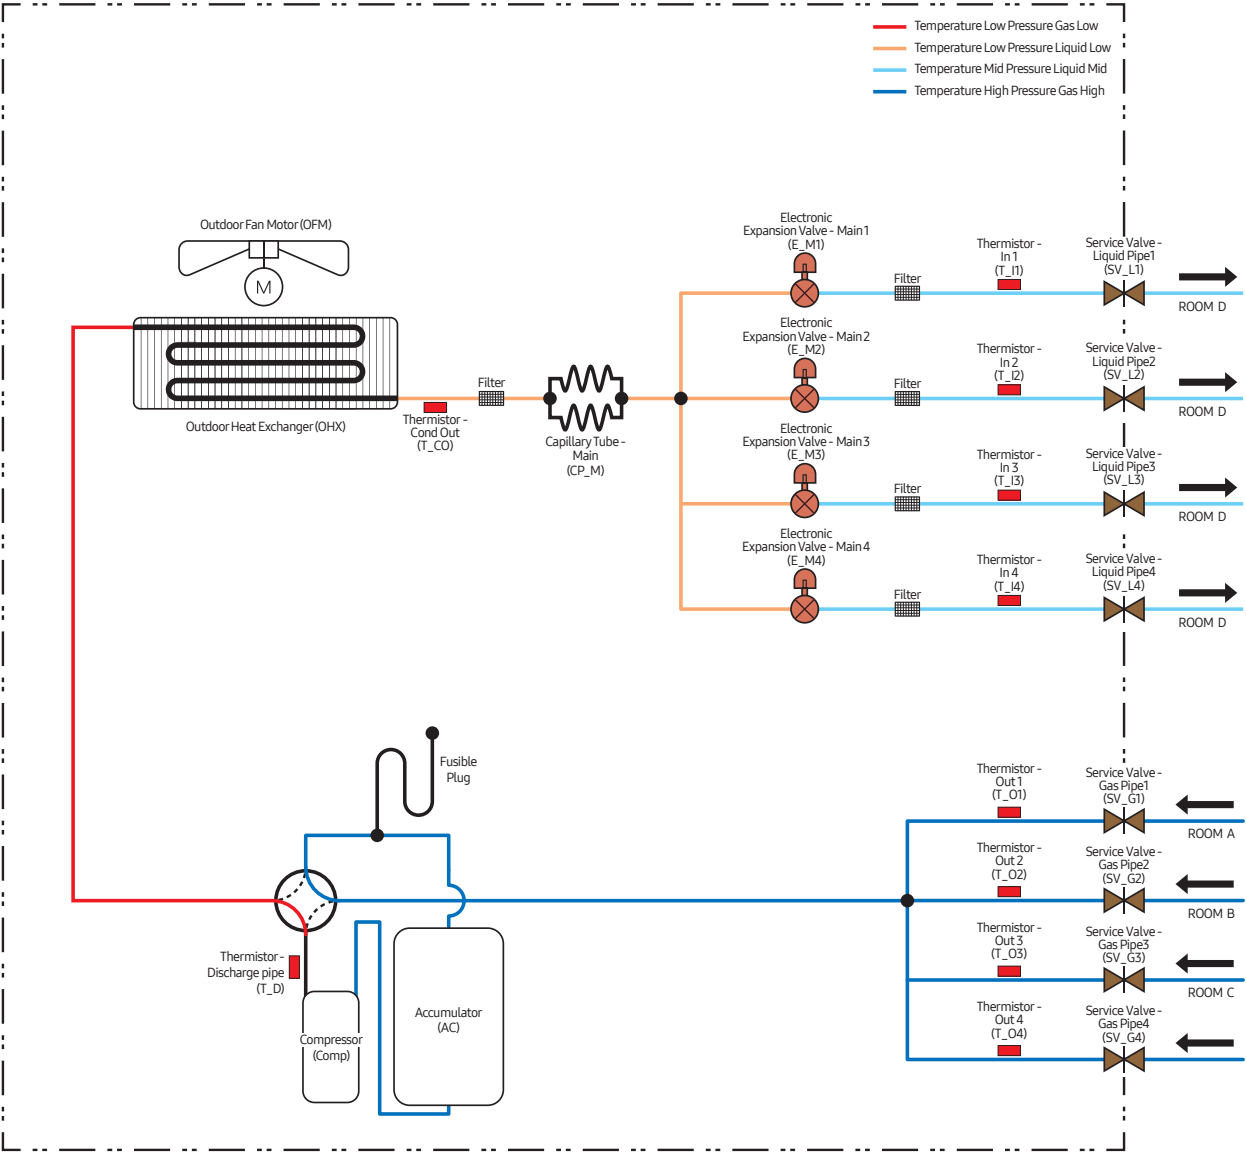 Temperature Low Pressure Gas Low
Temperature Low Pressure Liquid Low
Temperature Mid Pressure Liquid Mid
Temperature High Pressure Gas High
Outdoor Fan Motor (OFM)
M
Outdoor Heat Exchanger (OHX)
Thermistor -
Cond Out
(T_CO)
Filter
Capillary Tube -
Main
(CP_M)
Electronic
Expansion Valve - Main 1
(E_M1)
Filter
Thermistor -
In 1
(T_I1)
Service Valve -
Liquid Pipe1
(SV_L1)
ROOM D
Electronic
Expansion Valve - Main 2
(E_M2)
Filter
Thermistor -
In 2
(T_I2)
Service Valve -
Liquid Pipe2
(SV_L2)
ROOM D
Electronic
Expansion Valve - Main 3
(E_M3)
Filter
Thermistor -
In 3
(T_I3)
Service Valve -
Liquid Pipe3
(SV_L3)
ROOM D
Electronic
Expansion Valve - Main 4
(E_M4)
Filter
Thermistor -
In 4
(T_I4)
Service Valve -
Liquid Pipe4
(SV_L4)
ROOM D
Fusible
Plug
Thermistor -
Discharge pipe
(T_D)
Compressor
(Comp)
Accumulator
(AC)
Thermistor -
Out 1
(T_O1)
Service Valve -
Gas Pipe1
(SV_G1)
ROOM A
Thermistor -
Out 2
(T_O2)
Service Valve -
Gas Pipe2
(SV_G2)
ROOM B
Thermistor -
Out 3
(T_O3)
Service Valve -
Gas Pipe3
(SV_G3)
ROOM C
Thermistor -
Out 4
(T_O4)
Service Valve -
Gas Pipe4
(SV_G4)